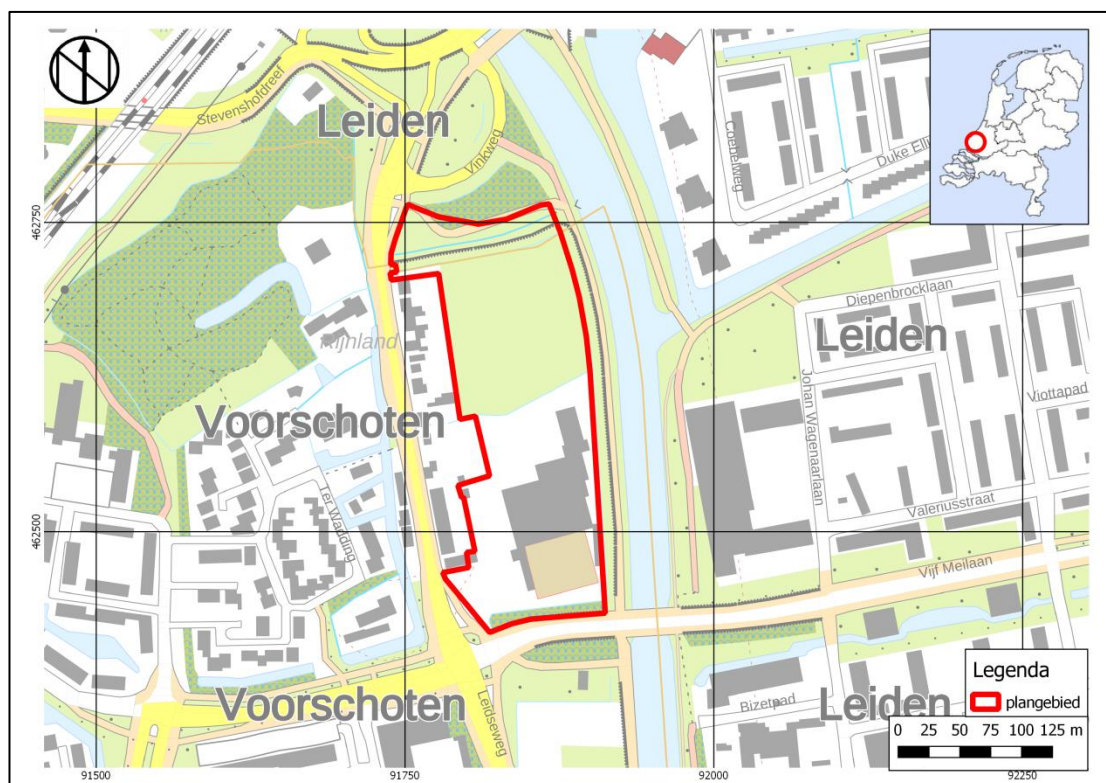 Stevenshofdreef
Leiden
Vinkweg
Coebelweg
Duke Elli
462750
Diepenbrocklaan
Leiden
Rijnland
Johan Wagenaarlaan
Viottapad
Voorschoten
Ter Wadding
Valeriusstraat
462500
Vijf Meilaan
Legenda
plangebied
Voorschoten
Leidseweg
Bizetpad
Leiden
0 25 50 75 100 125 m
91500 91750 92000 92250